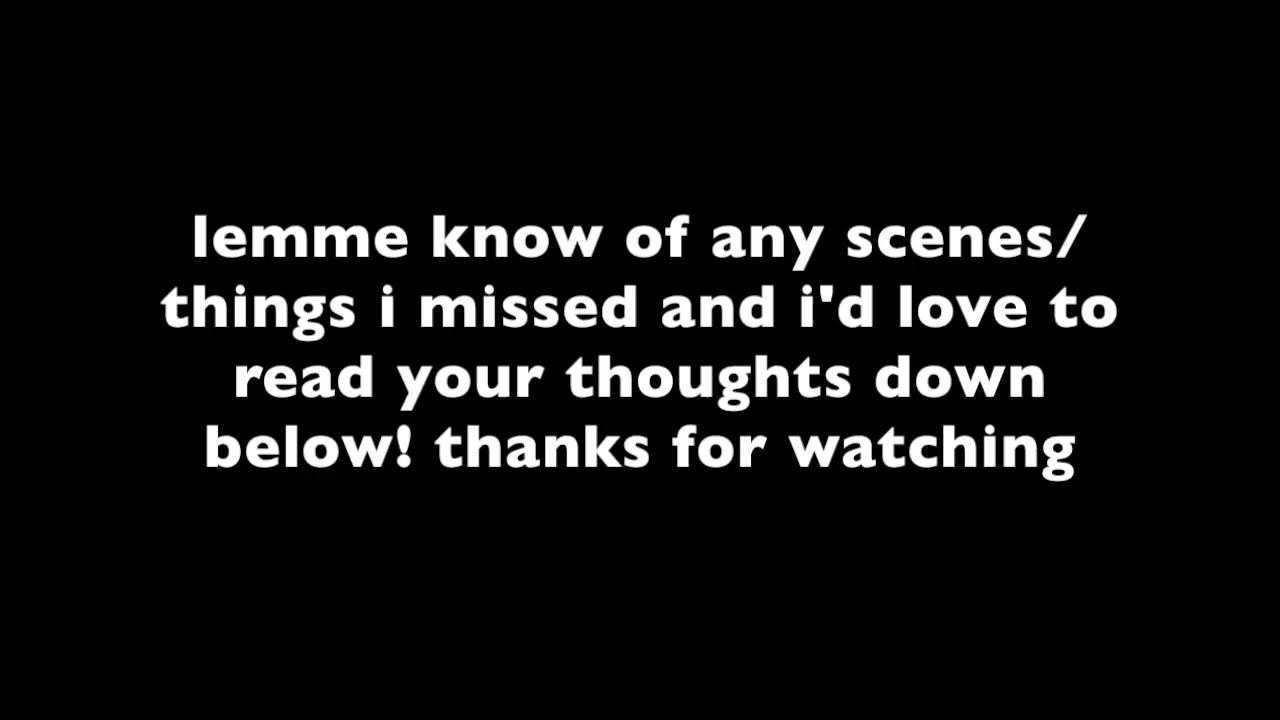 lemme know of any scenes/
things i missed and i'd love to
read your thoughts down
below! thanks for watching